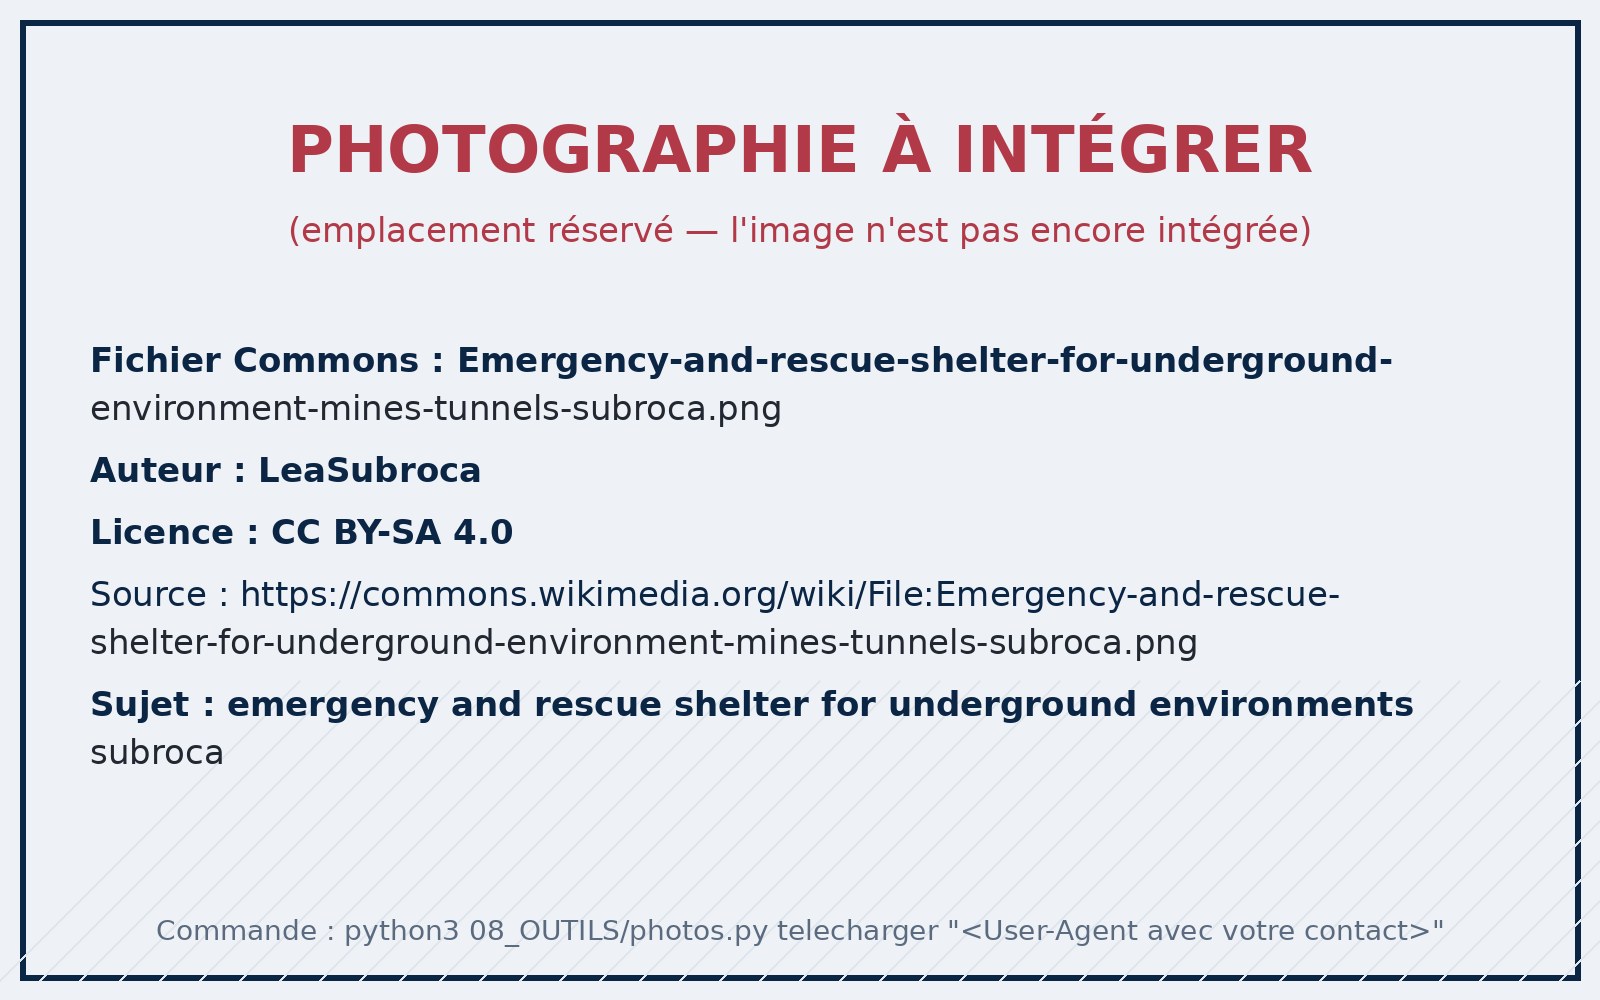 PHOTOGRAPHIE À INTÉGRER
(emplacement réservé — l'image n'est pas encore intégrée)
Fichier Commons : Emergency-and-rescue-shelter-for-underground-
environment-mines-tunnels-subroca.png
Auteur : LeaSubroca
Licence : CC BY-SA 4.0
Source : https://commons.wikimedia.org/wiki/File:Emergency-and-rescue-
shelter-for-underground-environment-mines-tunnels-subroca.png
Sujet : emergency and rescue shelter for underground environments
subroca
Commande : python3 08_OUTILS/photos.py telecharger "<User-Agent avec votre contact>"